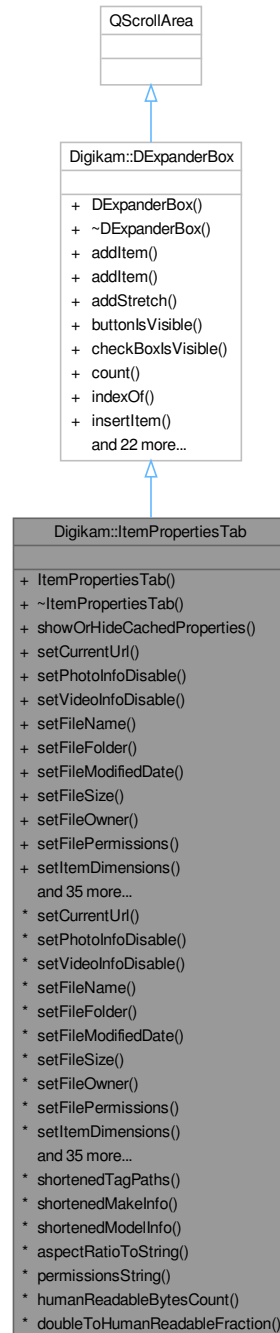 QScrollArea
Digikam::DExpanderBox
+ DExpanderBox()
+ ~DExpanderBox()
+ addItem()
+ addItem()
+ addStretch()
+ buttonIsVisible()
+ checkBoxIsVisible()
+ count()
+ indexOf()
+ insertItem()
and 22 more...
Digikam::ItemPropertiesTab
+ ItemPropertiesTab()
+ ~ItemPropertiesTab()
+ showOrHideCachedProperties()
+ setCurrentUrl()
+ setPhotoInfoDisable()
+ setVideoInfoDisable()
+ setFileName()
+ setFileFolder()
+ setFileModifiedDate()
+ setFileSize()
+ setFileOwner()
+ setFilePermissions()
+ setItemDimensions()
and 35 more...
* setCurrentUrl()
* setPhotoInfoDisable()
* setVideoInfoDisable()
* setFileName()
* setFileFolder()
* setFileModifiedDate()
* setFileSize()
* setFileOwner()
* setFilePermissions()
* setItemDimensions()
and 35 more...
* shortenedTagPaths()
* shortenedMakeInfo()
* shortenedModelInfo()
* aspectRatioToString()
* permissionsString()
* humanReadableBytesCount()
* doubleToHumanReadableFraction()